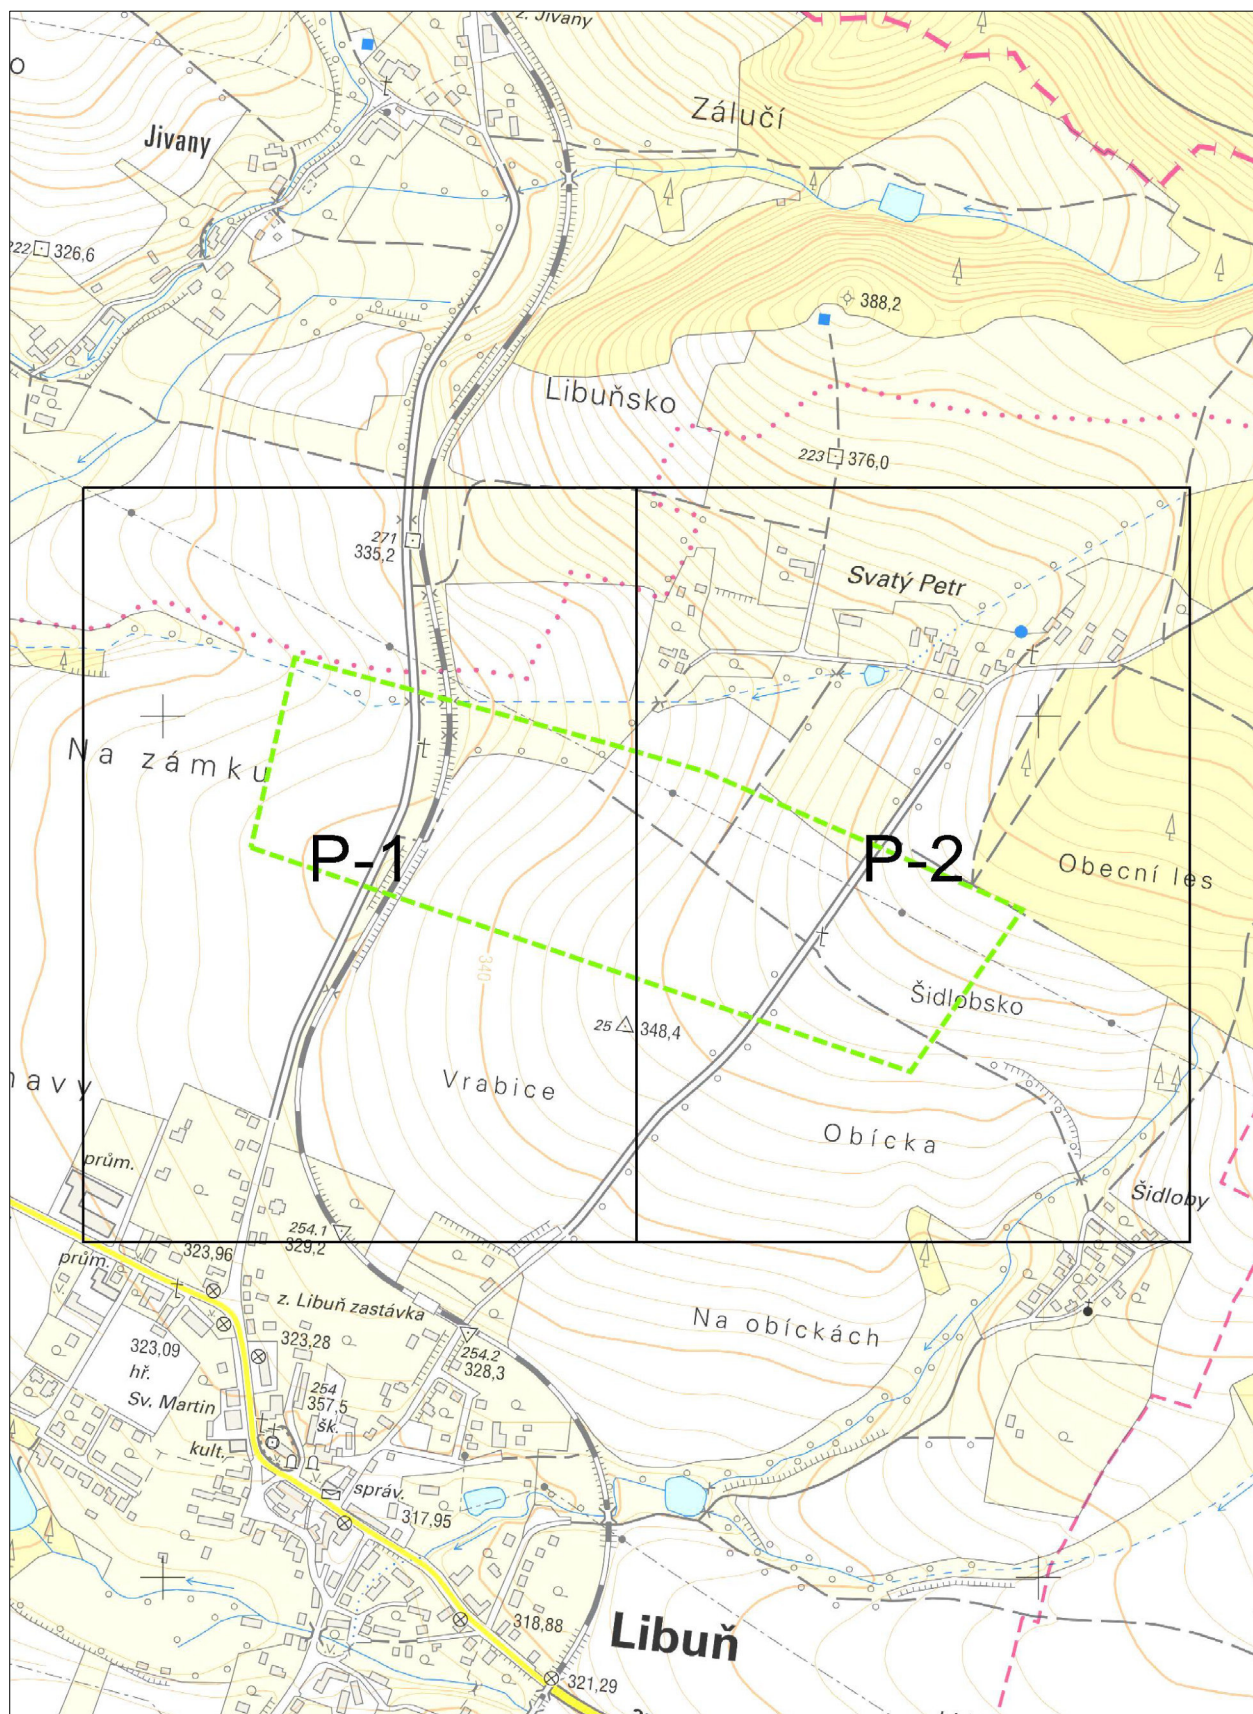 z. Jivany
Zálučí
Jivany
222 326,6
388,2
Libuňsko
223 376,0
271
335,2
Svatý Petr
Na zámku
P-1
P-2
Obecní les
340
Šidlobsko
25 348,4
Vrabice
Obícka
prům.
Šidloby
254.1
329,2
323,96
prům.
z. Libuň zastávka
Na obíckách
323,28
323,09
254.2
328,3
hř.
254
357,5
Sv. Martin
šk.
kult.
správ.
317,95
318,88
Libuň
321,29